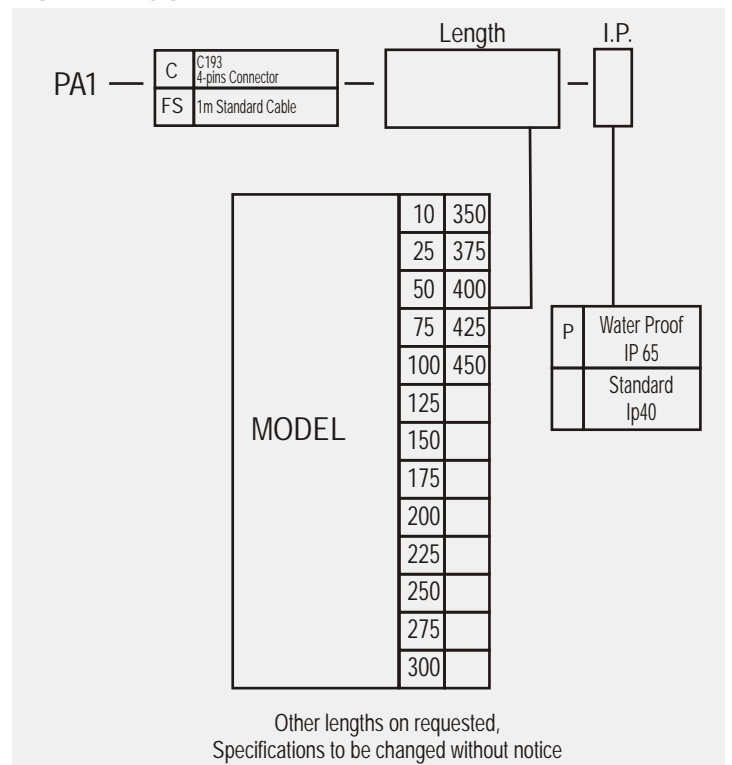 Length I.P.
PA1
C C193
4-pins Connector
FS 1m Standard Cable
MODEL
10 350
25 375
50 400
75 425
100 450
125
150
175
200
225
250
275
300
P Water Proof
IP 65
Standard
Ip40
Other lengths on requested,
Specifications to be changed without notice